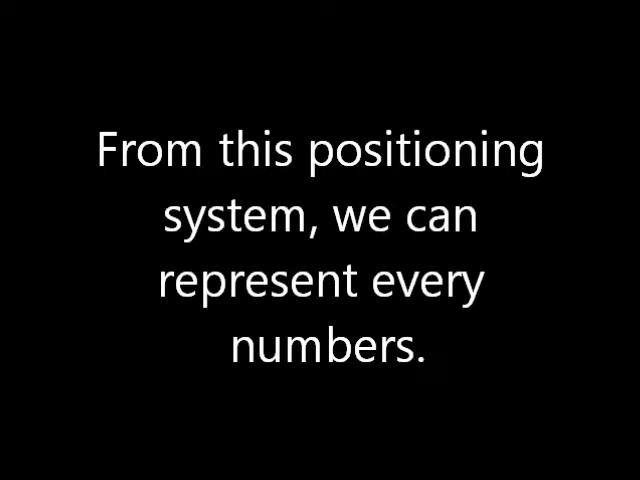 From this positioning
system, we can
represent every
numbers.